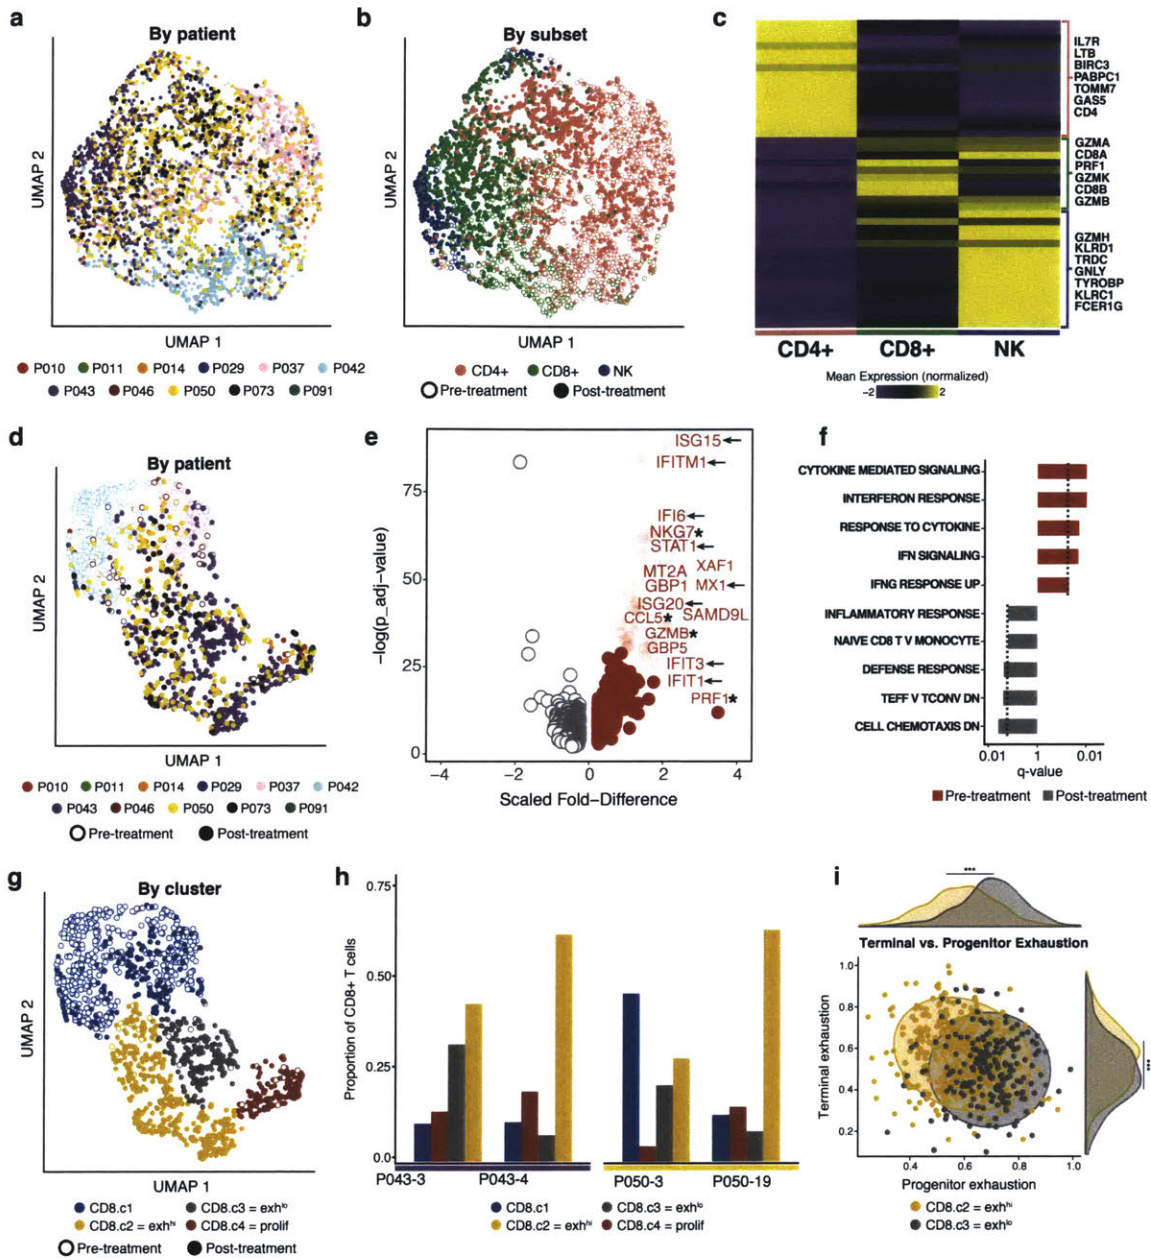 a
By patient
UMAP 2
UMAP 1
P010 P011 P014 P029 P037 P042
P043 P046 P050 P073 P091
b
By subset
UMAP 2
UMAP 1
CD4+ CD8+ NK
Pre-treatment Post-treatment
c
IL7R
LTB
BIRC3
PABPC1
TOMM7
GAS5
CD4
GZMA
CD8A
PRF1
GZMK
CD8B
GZMB
GZMH
KLRD1
TRDC
GNLY
TYROBP
KLRC1
FCER1G
CD4+ CD8+ NK
Mean Expression (normalized)
−2 2
d
By patient
UMAP 2
UMAP 1
P010 P011 P014 P029 P037 P042
P043 P046 P050 P073 P091
Pre-treatment Post-treatment
e
−log(p_adj−value)
75
50
25
0
ISG15
IFITM1
IFI6
NKG7*
STAT1
MT2A XAF1
GBP1 MX1
ISG20
CCL5* SAMD9L
GZMB*
GBP5
IFIT3
IFIT1
PRF1*
−4 −2 0 2 4
Scaled Fold−Difference
f
CYTOKINE MEDIATED SIGNALING
INTERFERON RESPONSE
RESPONSE TO CYTOKINE
IFN SIGNALING
IFNG RESPONSE UP
INFLAMMATORY RESPONSE
NAIVE CD8 T V MONOCYTE
DEFENSE RESPONSE
TEFF V TCONV DN
CELL CHEMOTAXIS DN
0.01 1 0.01
q-value
Pre-treatment Post-treatment
g
By cluster
UMAP 2
UMAP 1
CD8.c1 CD8.c3 = exhlo
CD8.c2 = exhhi CD8.c4 = prolif
Pre-treatment Post-treatment
h
Proportion of CD8+ T cells
0.75
0.50
0.25
0.0
P043-3 P043-4 P050-3 P050-19
CD8.c1 CD8.c3 = exhlo
CD8.c2 = exhhi CD8.c4 = prolif
i
***
Terminal vs. Progenitor Exhaustion
Terminal exhaustion
1.0
0.8
0.6
0.4
0.2
***
0.4 0.6 0.8 1.0
Progenitor exhaustion
CD8.c2 = exhhi
CD8.c3 = exhlo